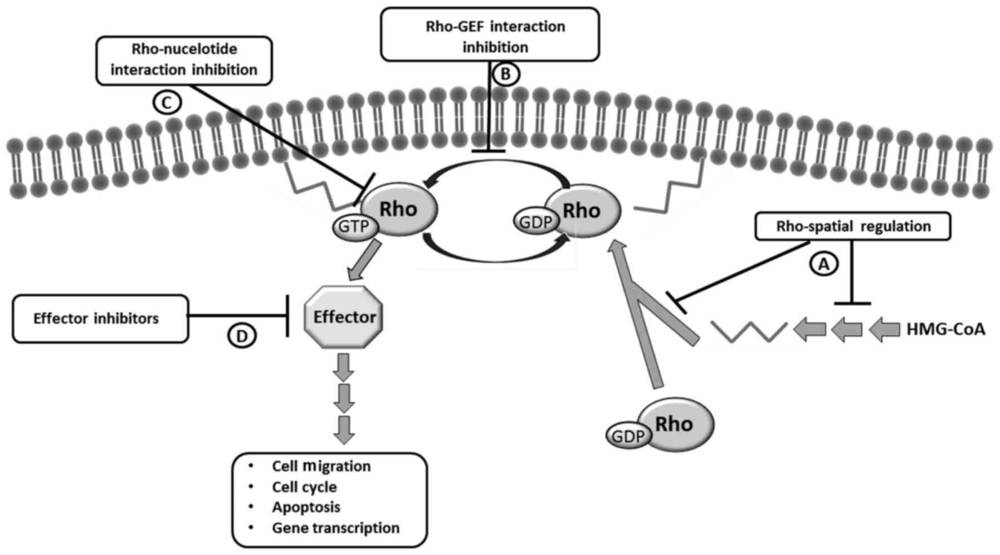 Rho-GEF interaction
inhibition
B
Rho-nucelotide
interaction inhibition
C
Rho
GTP
Rho
GDP
Rho-spatial regulation
A
HMG-CoA
Effector inhibitors
D
Effector
Rho
GDP
• Cell migration
• Cell cycle
• Apoptosis
• Gene transcription